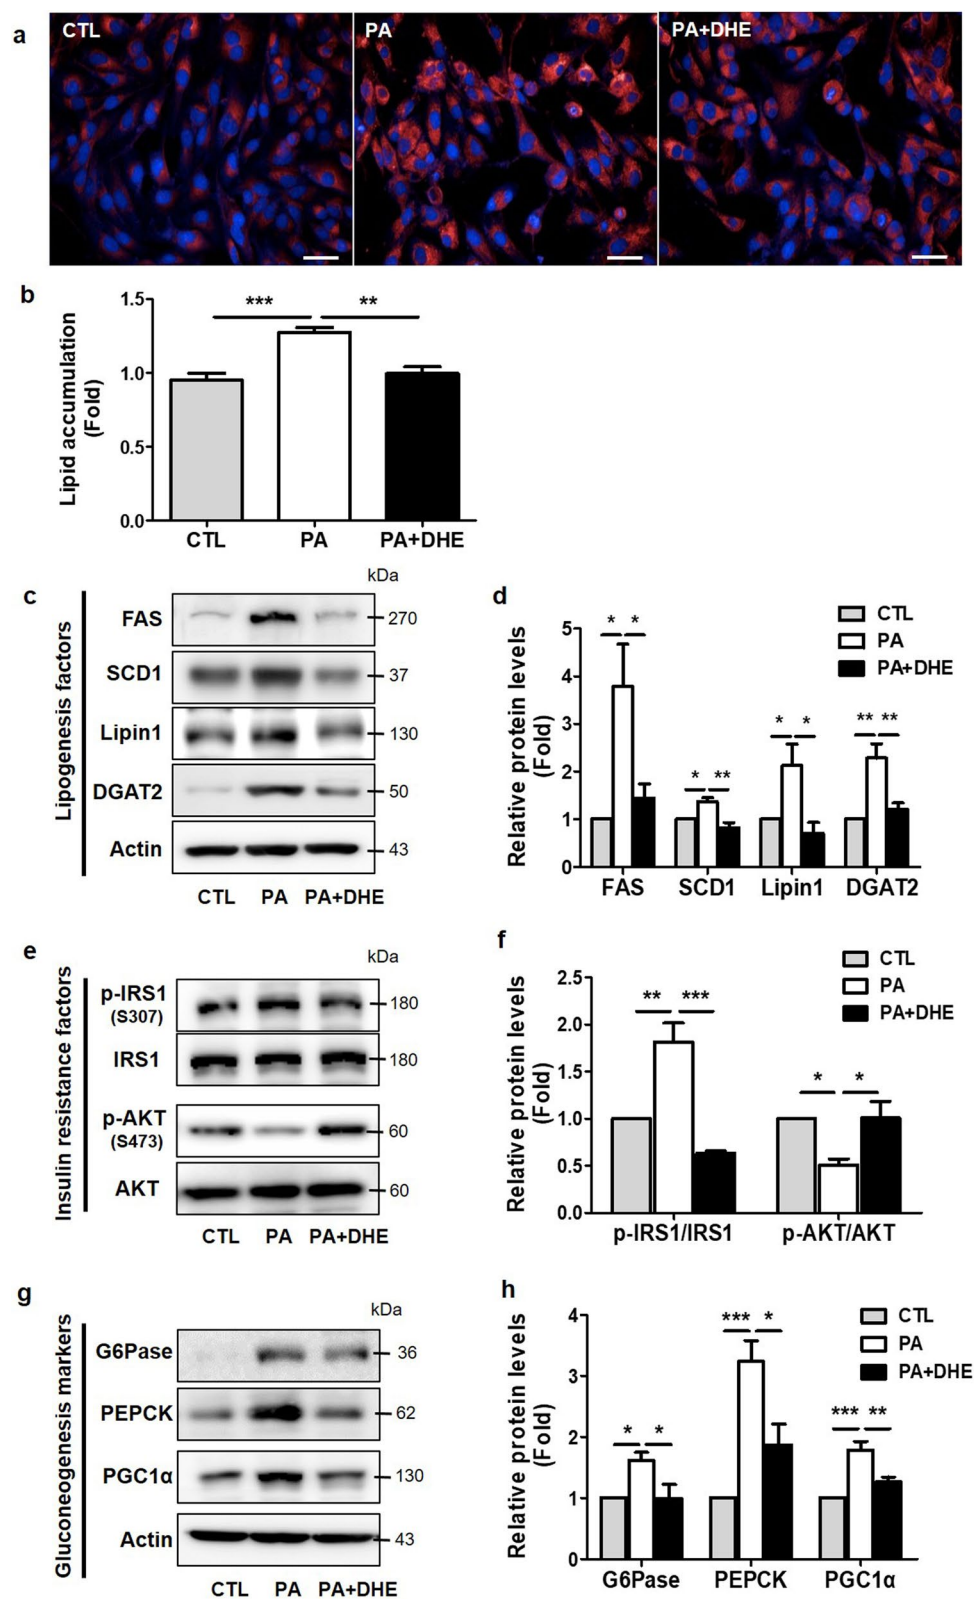 a
CTL
PA
PA+DHE
b
Lipid accumulation
(Fold)
1.5
1.0
0.5
0.0
***
**
CTL
PA
PA+DHE
c
kDa
Lipogenesis factors
FAS
270
SCD1
37
Lipin1
130
DGAT2
50
Actin
43
CTL PA PA+DHE
d
CTL
PA
PA+DHE
Relative protein levels
(Fold)
5
4
3
2
1
0
* *
* **
* *
** **
FAS SCD1 Lipin1 DGAT2
e
kDa
Insulin resistance factors
p-IRS1
(S307)
180
IRS1
180
p-AKT
(S473)
60
AKT
60
CTL PA PA+DHE
f
CTL
PA
PA+DHE
Relative protein levels
(Fold)
2.5
2.0
1.5
1.0
0.5
0.0
** ***
* *
p-IRS1/IRS1 p-AKT/AKT
g
kDa
Gluconeogenesis markers
G6Pase
36
PEPCK
62
PGC1α
130
Actin
43
CTL PA PA+DHE
h
CTL
PA
PA+DHE
Relative protein levels
(Fold)
4
3
2
1
0
* *
*** *
*** **
G6Pase PEPCK PGC1α